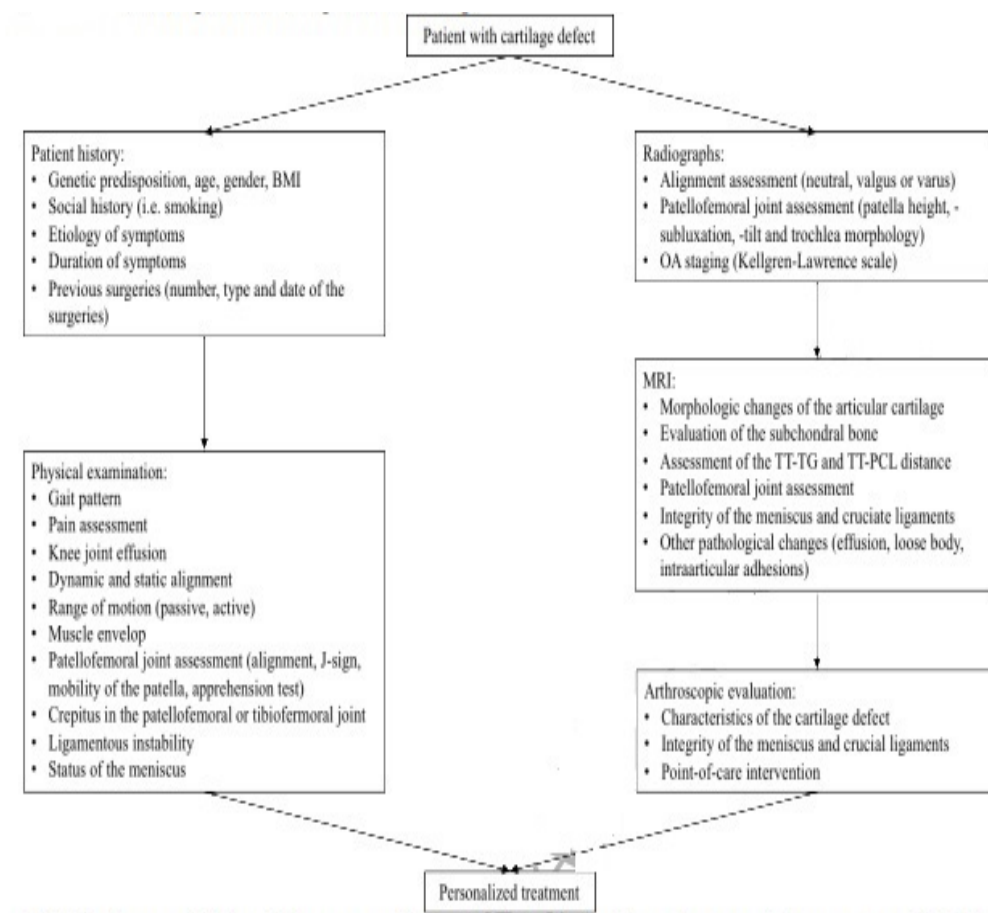 Patient with cartilage defect
Patient history:
• Genetic predisposition, age, gender, BMI
• Social history (i.e. smoking)
• Etiology of symptoms
• Duration of symptoms
• Previous surgeries (number, type and date of the
surgeries)
Physical examination:
• Gait pattern
• Pain assessment
• Knee joint effusion
• Dynamic and static alignment
• Range of motion (passive, active)
• Muscle envelop
• Patellofemoral joint assessment (alignment, J-sign,
mobility of the patella, apprehension test)
• Crepitus in the patellofemoral or tibiofermoral joint
• Ligamentous instability
• Status of the meniscus
Radiographs:
• Alignment assessment (neutral, valgus or varus)
• Patellofemoral joint assessment (patella height, -
subluxation, -tilt and trochlea morphology)
• OA staging (Kellgren-Lawrence scale)
MRI:
• Morphologic changes of the articular cartilage
• Evaluation of the subchondral bone
• Assessment of the TT-TG and TT-PCL distance
• Patellofemoral joint assessment
• Integrity of the meniscus and cruciate ligaments
• Other pathological changes (effusion, loose body,
intraarticular adhesions)
Arthroscopic evaluation:
• Characteristics of the cartilage defect
• Integrity of the meniscus and crucial ligaments
• Point-of-care intervention
Personalized treatment